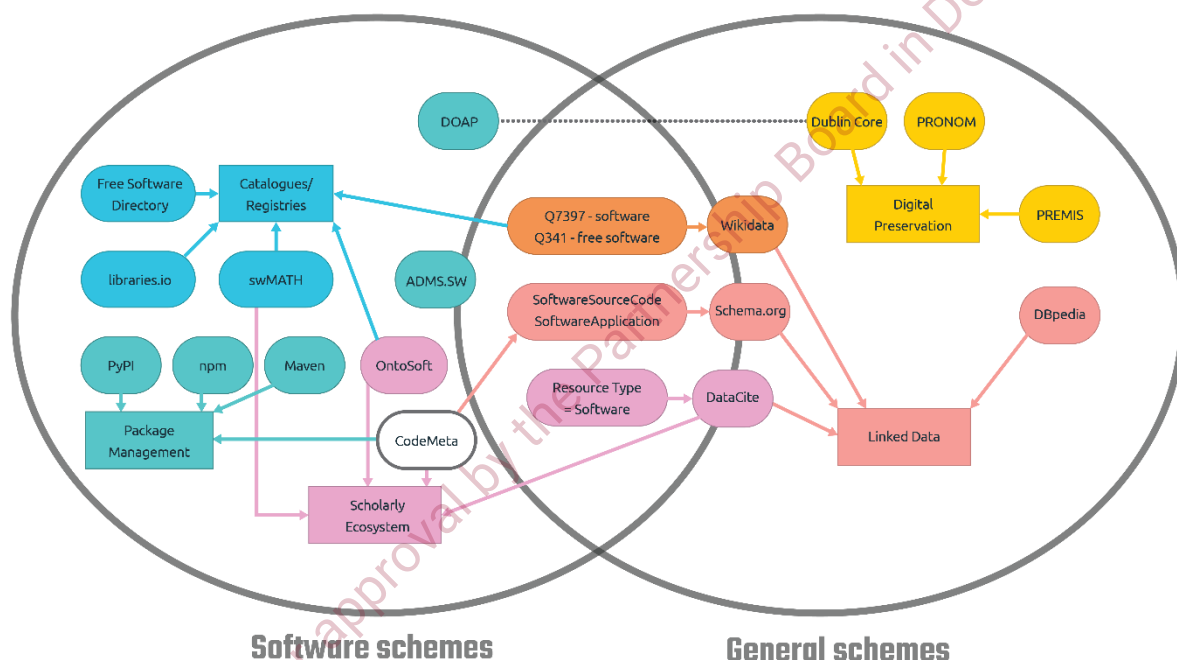 DOAP
Dublin Core
PRONOM
Free Software
Directory
Catalogues/
Registries
Q7397 - software
Q341 - free software
Wikidata
Digital
Preservation
PREMIS
libraries.io
swMATH
ADMS.SW
SoftwareSourceCode
SoftwareApplication
Schema.org
DBpedia
PyPI
npm
Maven
OntoSoft
Resource Type
= Software
DataCite
Package
Management
CodeMeta
Linked Data
Scholarly
Ecosystem
approval by the Partnership Board in
Software schemes
General schemes